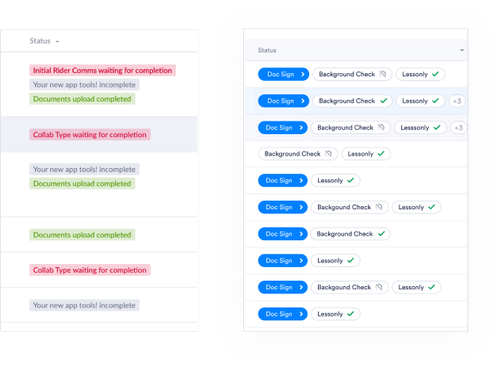 Status
Initial Rider Comms waiting for completion
Your new app tools! incomplete
Documents upload completed
Collab Type waiting for completion
Your new app tools! incomplete
Documents upload completed
Documents upload completed
Collab Type waiting for completion
Your new app tools! incomplete
Status
Doc Sign Background Check Lessonly
Doc Sign Background Check Lessonly +3
Doc Sign Background Check Lesssonly +3
Background Check Lessonly
Doc Sign Lessonly
Doc Sign Backgound Check Lessonly
Doc Sign Background Check
Doc Sign Lessonly
Doc Sign Backgound Check Lessonly
Doc Sign Lessonly